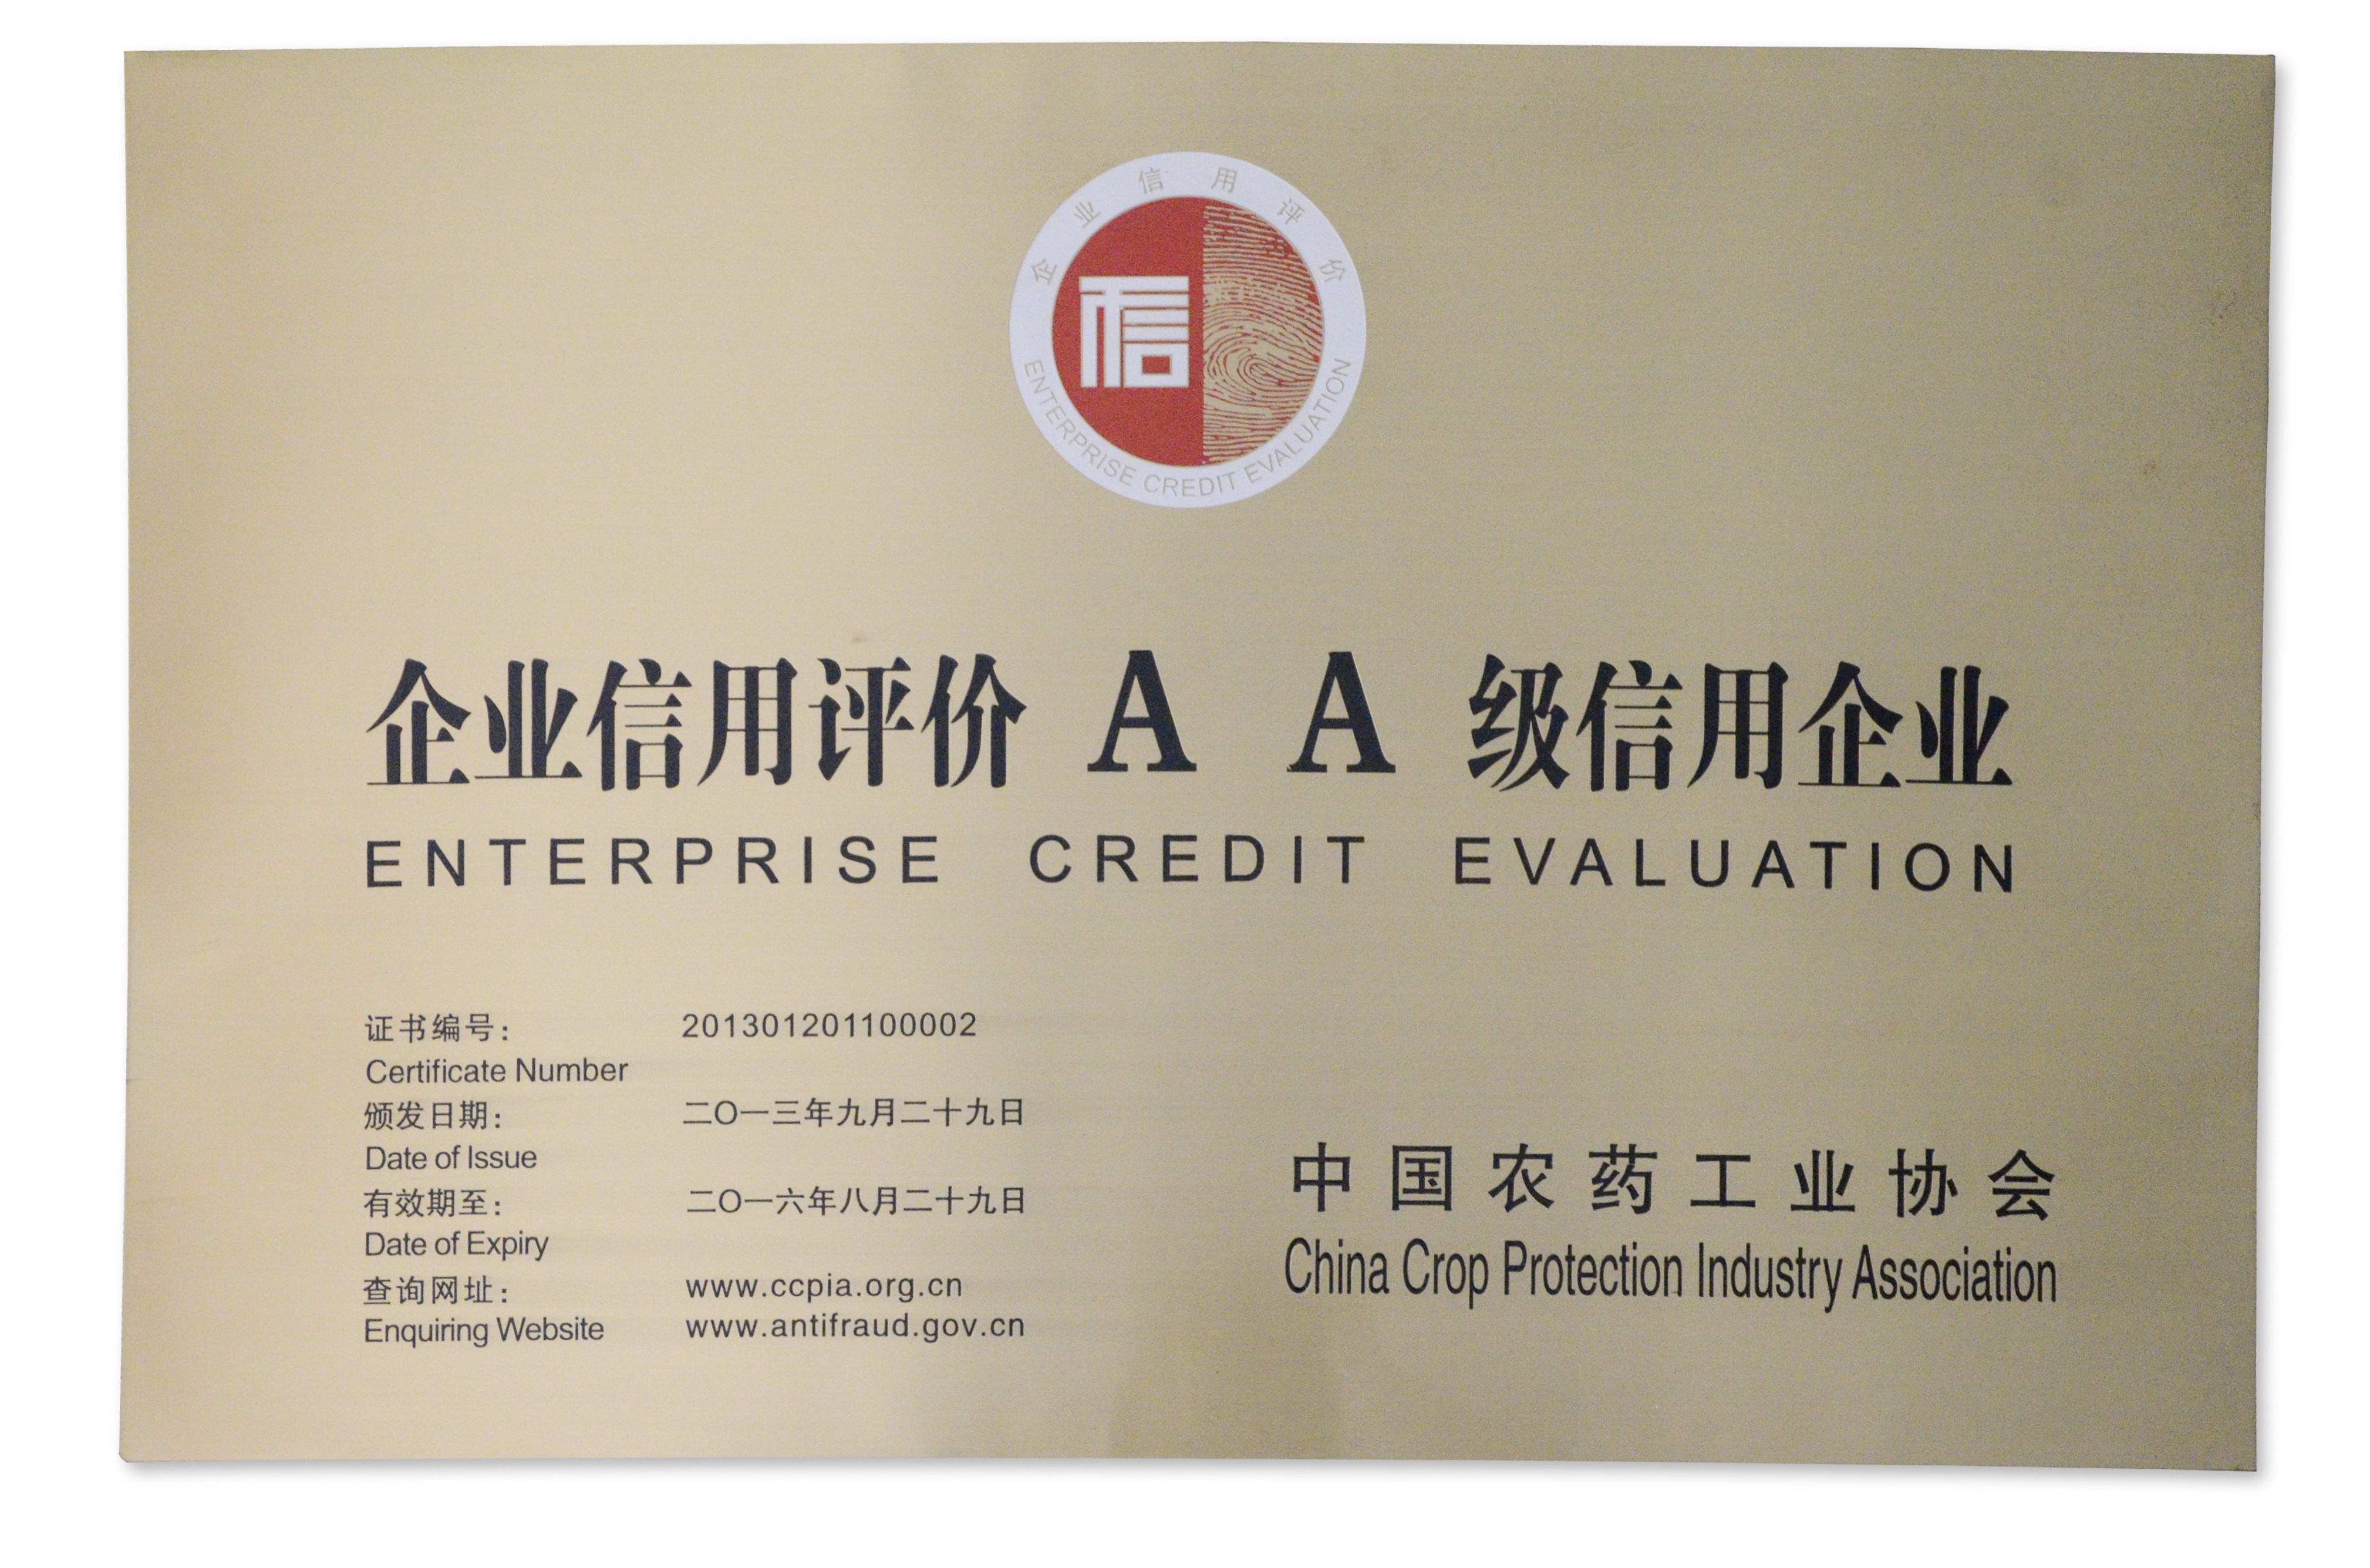 企业信用评价
信
ENTERPRISE CREDIT EVALUATION
企业信用评价 A A 级信用企业
ENTERPRISE CREDIT EVALUATION
证书编号: 201301201100002
Certificate Number
颁发日期: 二〇一三年九月二十九日
Date of Issue
有效期至: 二〇一六年八月二十九日
Date of Expiry
查询网址: www.ccpia.org.cn
Enquiring Website www.antifraud.gov.cn
中国农药工业协会
China Crop Protection Industry Association